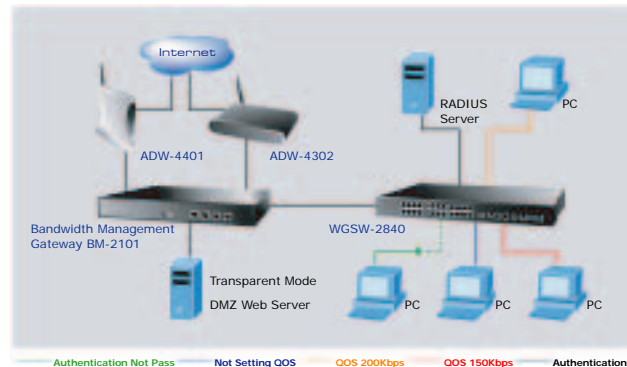 Internet
RADIUS
Server
PC
ADW-4401
ADW-4302
Bandwidth Management
Gateway BM-2101
WGSW-2840
Transparent Mode
DMZ Web Server
PC
PC
PC
Authentication Not Pass
Not Setting QOS
QOS 200Kbps
QOS 150Kbps
Authentication